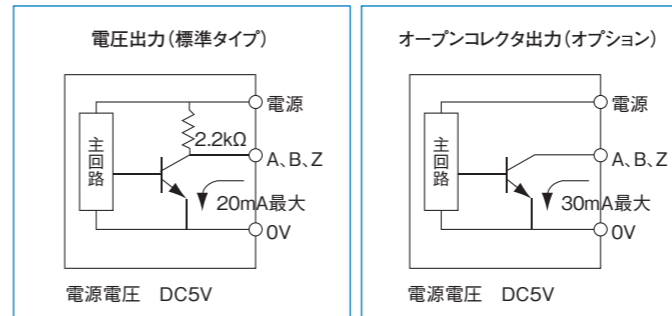 電圧出力（標準タイプ）
電源
2.2kΩ
主回路
A、B、Z
20mA最大
0V
電源電圧　DC5V
オープンコレクタ出力（オプション）
電源
主回路
A、B、Z
30mA最大
0V
電源電圧　DC5V